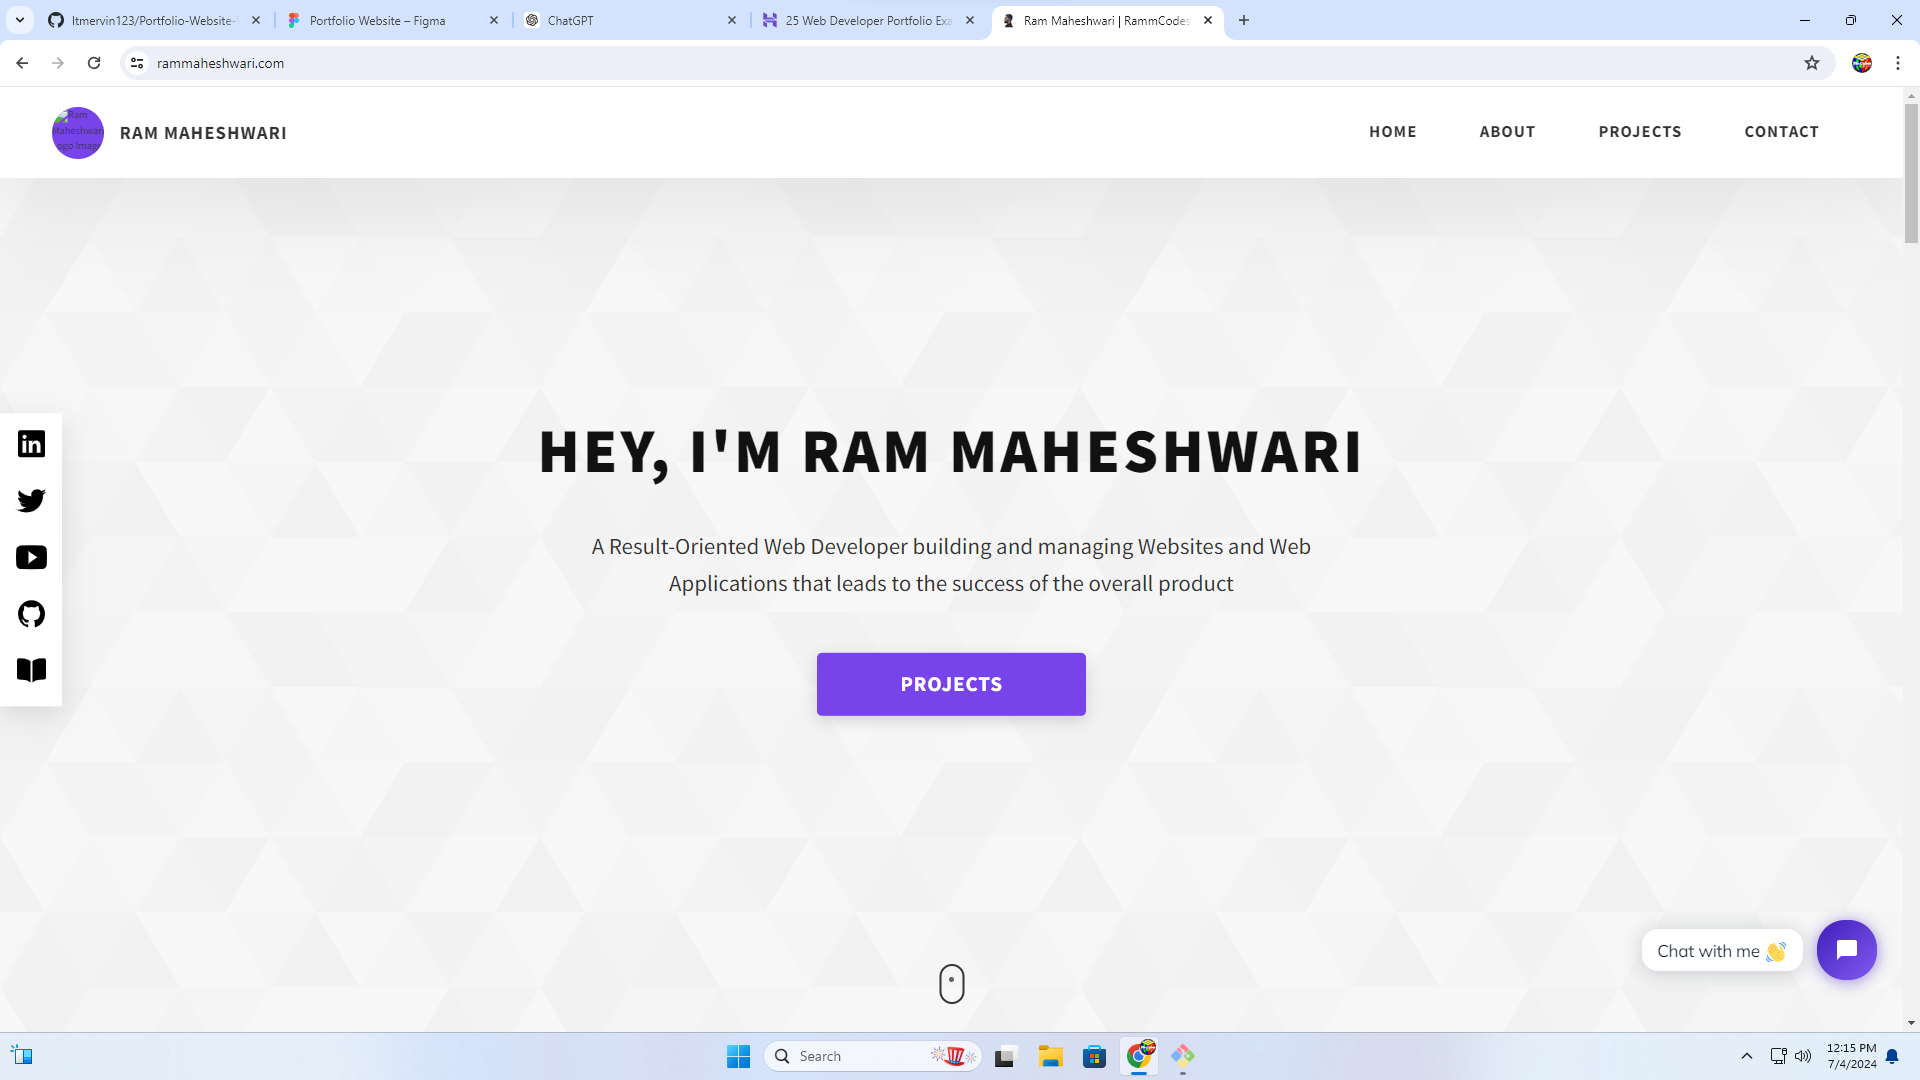 Itmervin123/Portfolio-Website-
Portfolio Website – Figma
ChatGPT
25 Web Developer Portfolio Exa
Ram Maheshwari | RammCodes
rammaheshwari.com
Ram
Maheshwari
Logo Image
RAM MAHESHWARI
HOME
ABOUT
PROJECTS
CONTACT
HEY, I'M RAM MAHESHWARI
A Result-Oriented Web Developer building and managing Websites and Web
Applications that leads to the success of the overall product
PROJECTS
Chat with me 👋
Search
12:15 PM
7/4/2024